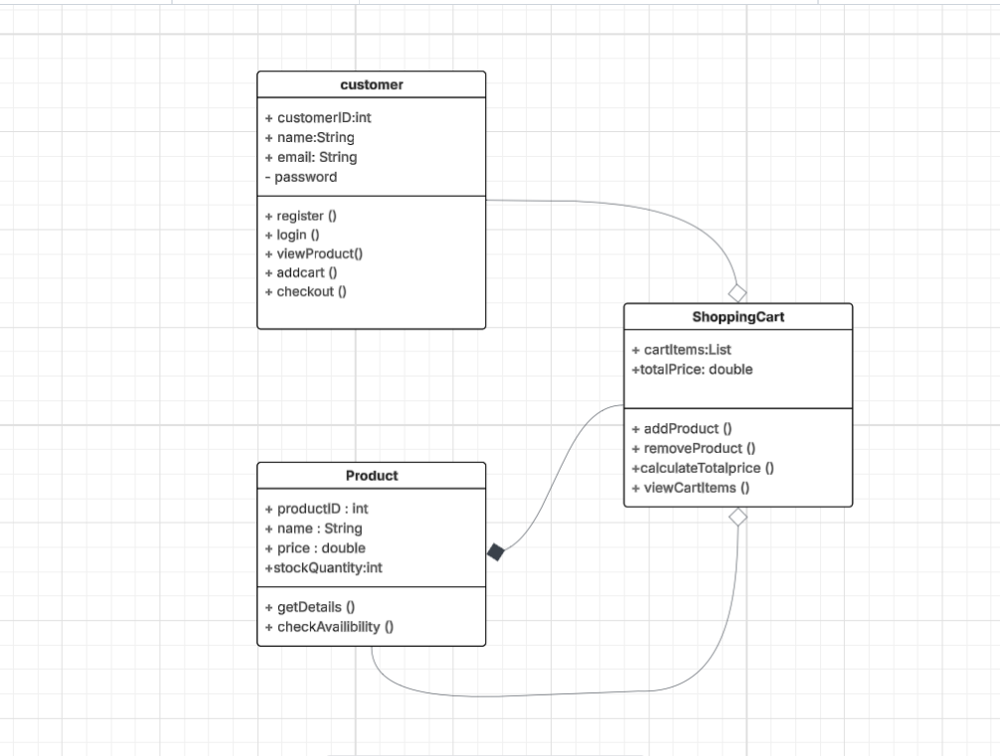 customer
+ customerID:int
+ name:String
+ email: String
- password
+ register ()
+ login ()
+ viewProduct()
+ addcart ()
+ checkout ()
ShoppingCart
+ cartItems:List
+totalPrice: double
+ addProduct ()
+ removeProduct ()
+calculateTotalprice ()
+ viewCartItems ()
Product
+ productID : int
+ name : String
+ price : double
+stockQuantity:int
+ getDetails ()
+ checkAvailibility ()